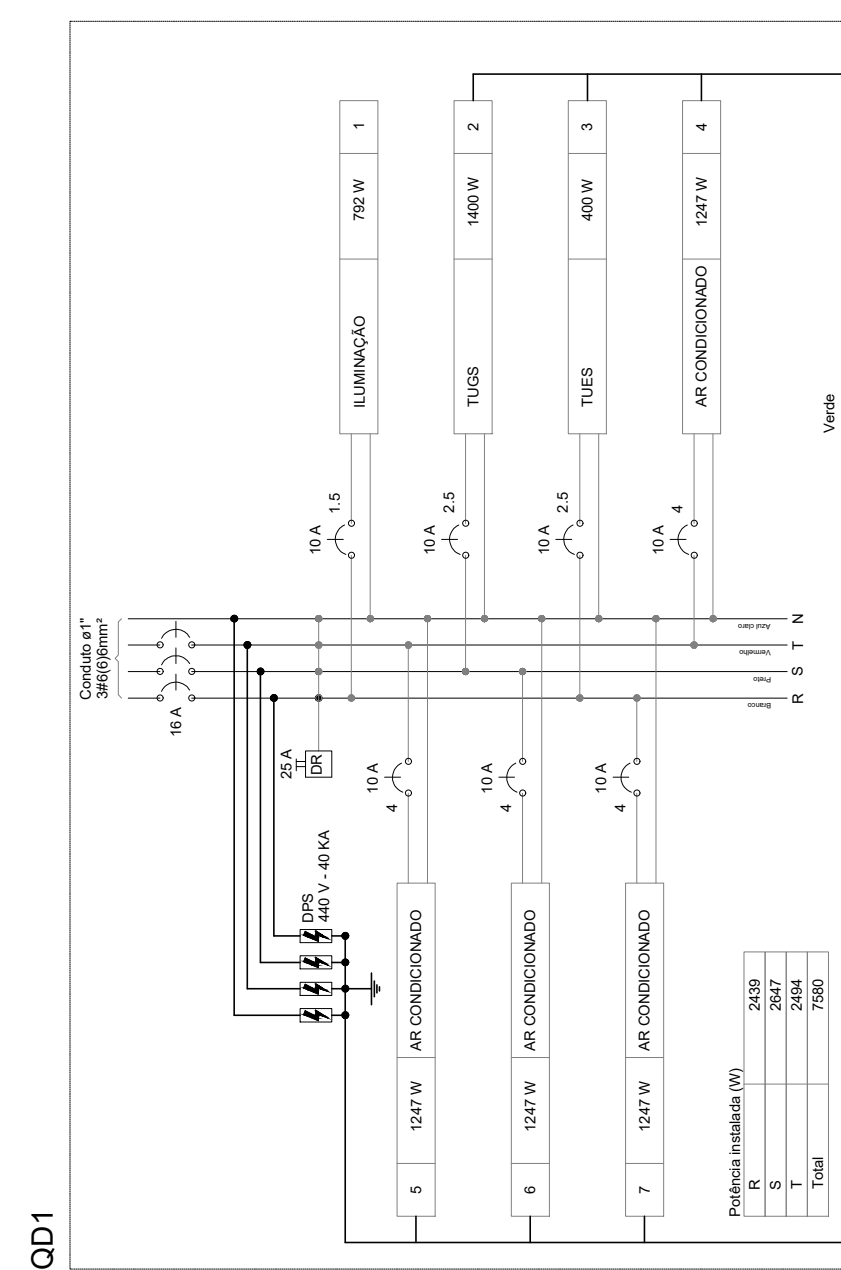 QD1
Conduto ø1"
3#6(6)6mm²
16 A
25 A
DR
DPS
440 V - 40 KA
10 A
1.5
ILUMINAÇÃO
792 W
1
10 A
2.5
TUGS
1400 W
2
10 A
2.5
TUES
400 W
3
10 A
4
AR CONDICIONADO
1247 W
4
10 A
4
AR CONDICIONADO
1247 W
5
10 A
4
AR CONDICIONADO
1247 W
6
10 A
4
AR CONDICIONADO
1247 W
7
Azul claro
N
Vermelho
T
Preto
S
Branco
R
Verde
Potência instalada (W)
R 2439
S 2647
T 2494
Total 7580